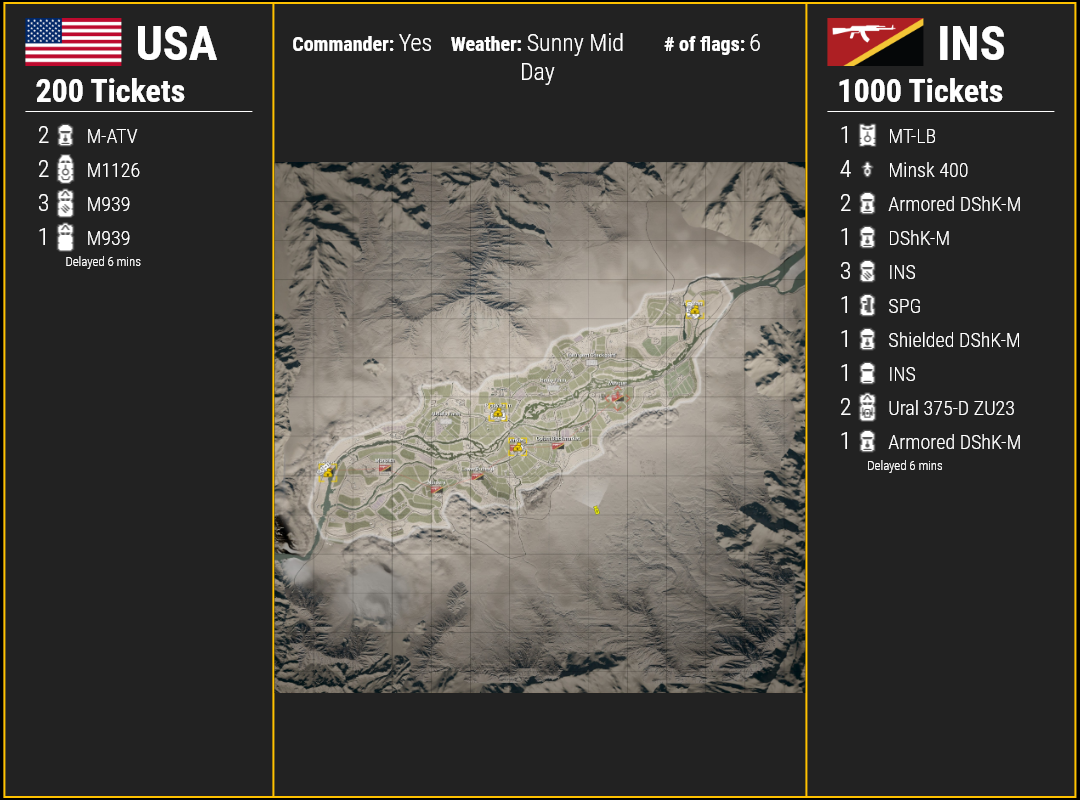 USA
200 Tickets
2 M-ATV
2 M1126
3 M939
1 M939
Delayed 6 mins
Commander: Yes Weather: Sunny Mid # of flags: 6
Day
INS
1000 Tickets
1 MT-LB
4 Minsk 400
2 Armored DShK-M
1 DShK-M
3 INS
1 SPG
1 Shielded DShK-M
1 INS
2 Ural 375-D ZU23
1 Armored DShK-M
Delayed 6 mins